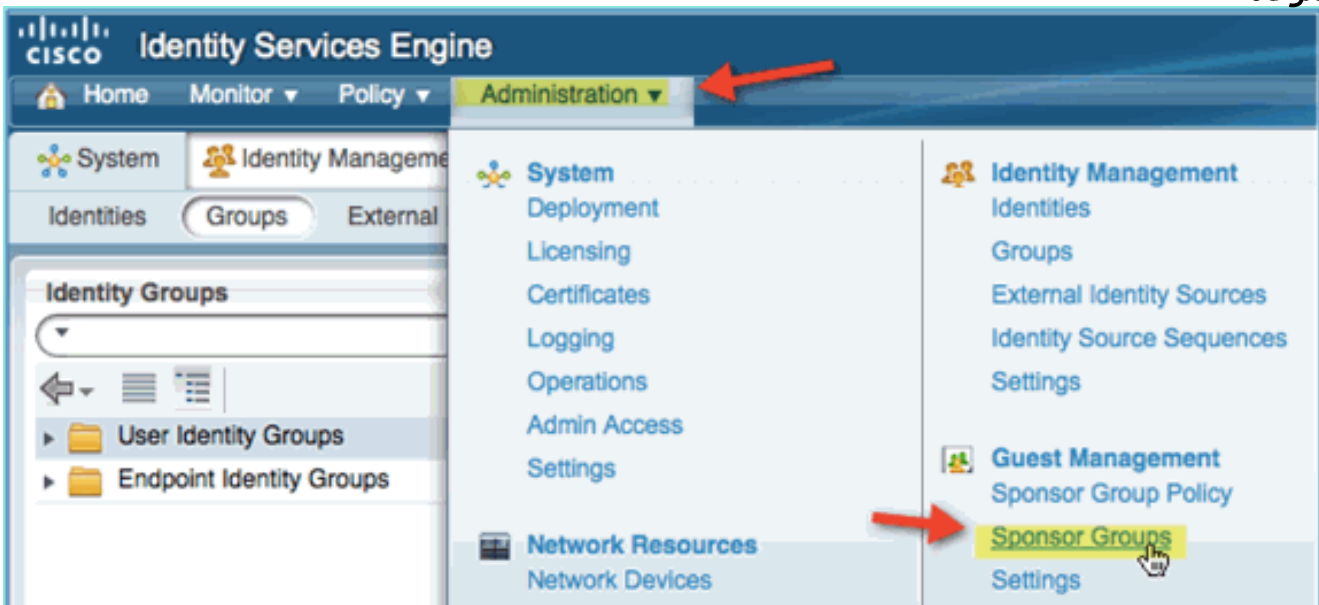 CISCO Identity Services Engine
Home Monitor Policy Administration
System Identity Manageme
Identities Groups External
Identity Groups
User Identity Groups
Endpoint Identity Groups
System
Deployment
Licensing
Certificates
Logging
Operations
Admin Access
Settings
Network Resources
Network Devices
Identity Management
Identities
Groups
External Identity Sources
Identity Source Sequences
Settings
Guest Management
Sponsor Group Policy
Sponsor Groups
Settings